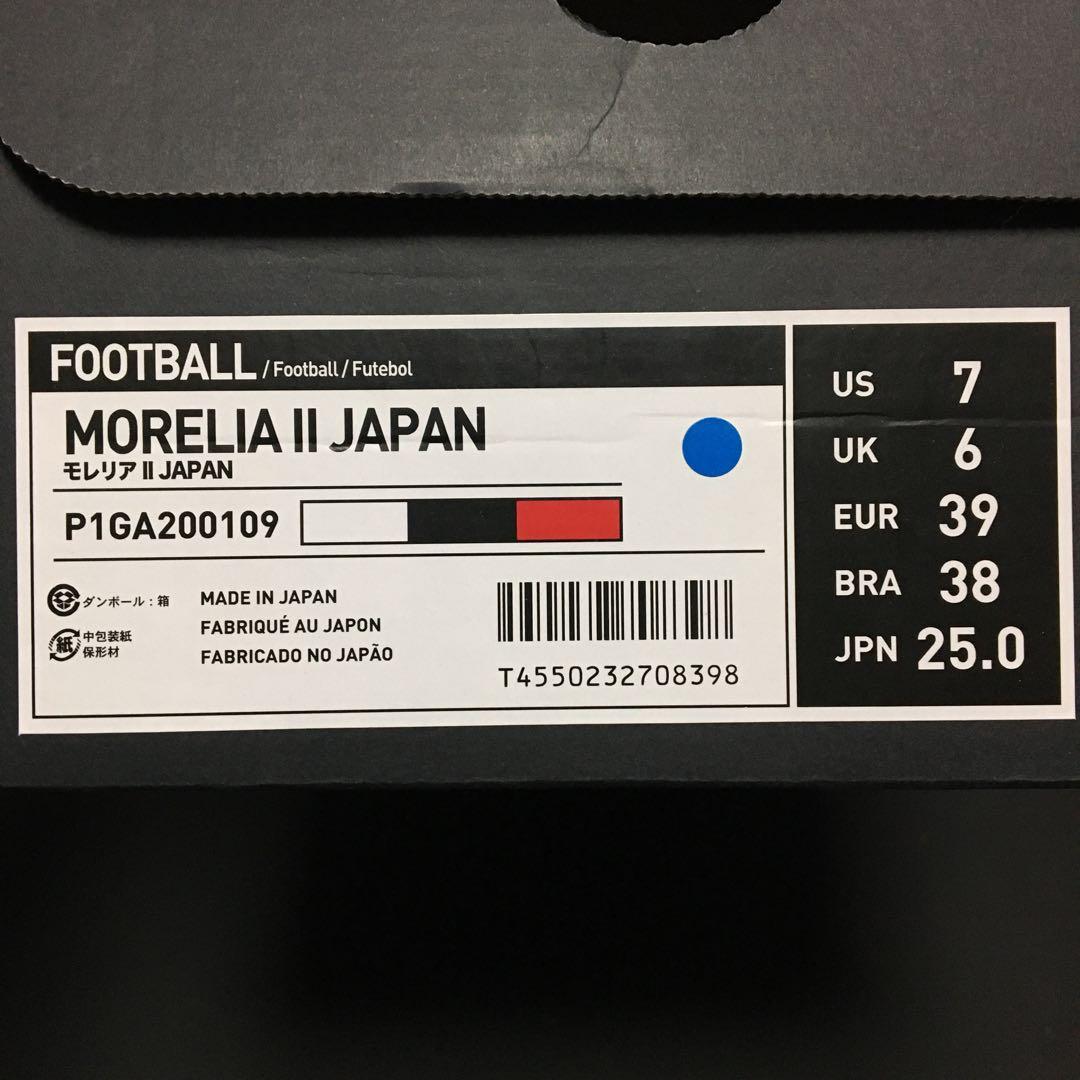 FOOTBALL / Football / Futebol
MORELIA II JAPAN
モレリア II JAPAN
P1GA200109
ダンボール：箱
紙
中包装紙
保形材
MADE IN JAPAN
FABRIQUÉ AU JAPON
FABRICADO NO JAPÃO
T4550232708398
US 7
UK 6
EUR 39
BRA 38
JPN 25.0